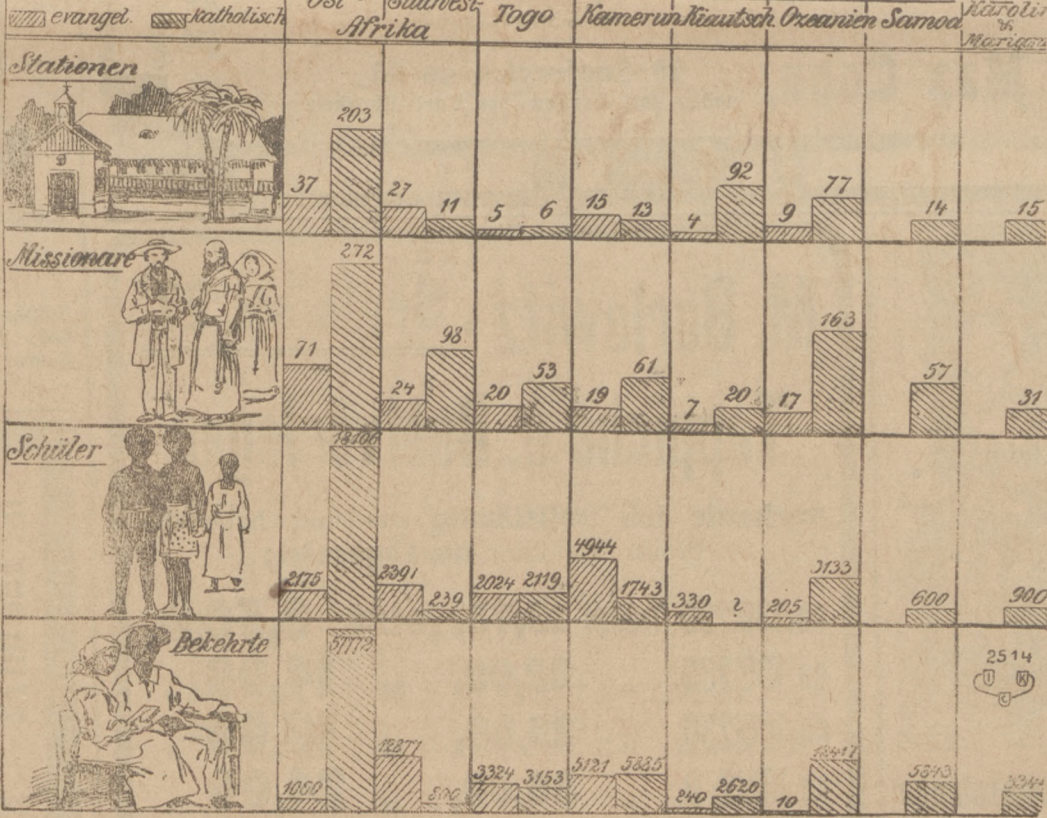 evangel. katholisch Ost- Südwest- Togo Kamerun Kiautsch Ozeanien Samoa
Afrika
Stationen
203
37 27 11 5 6 15 13 4 92 9 77 14 15
Missionare
272
71 24 98 20 53 19 61 7 20 17 163 57 31
Schüler
2175 2391 239 2024 2119 4944 1743 330 ? 205 3133 600 900
Bekehrte
2514
I K
C
12877 3324 3153 5121 5885 240 2620 10